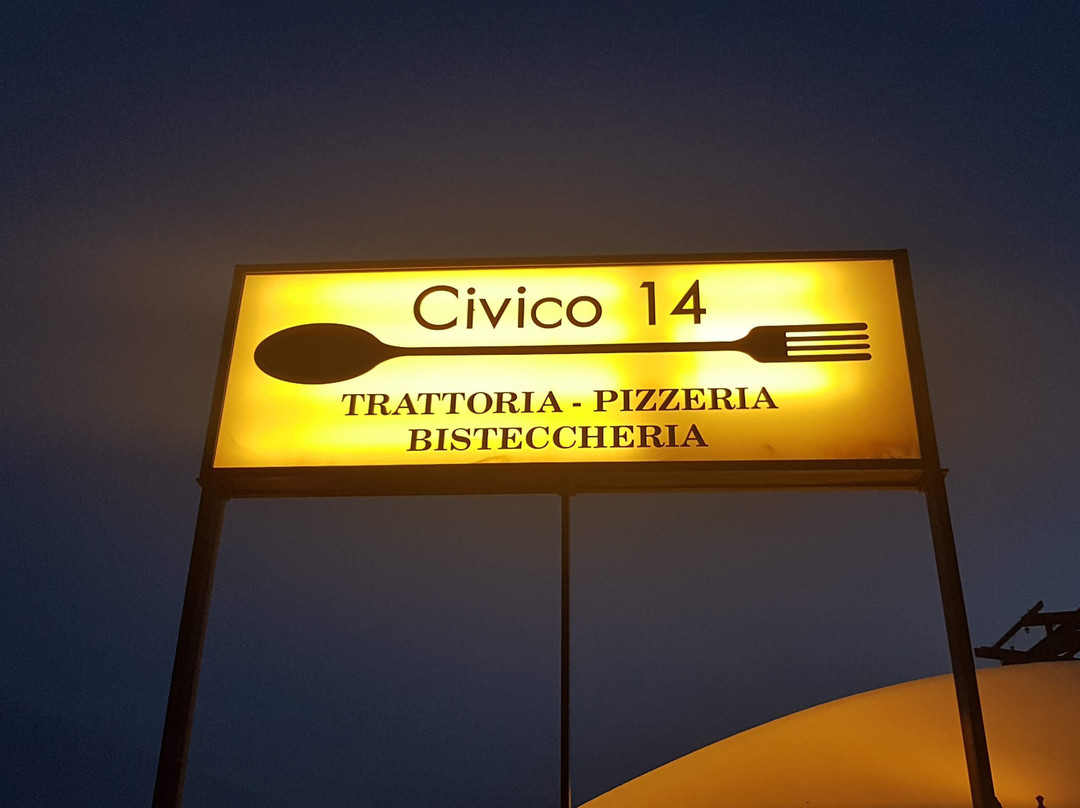 Civico 14
TRATTORIA - PIZZERIA
BISTECCHERIA